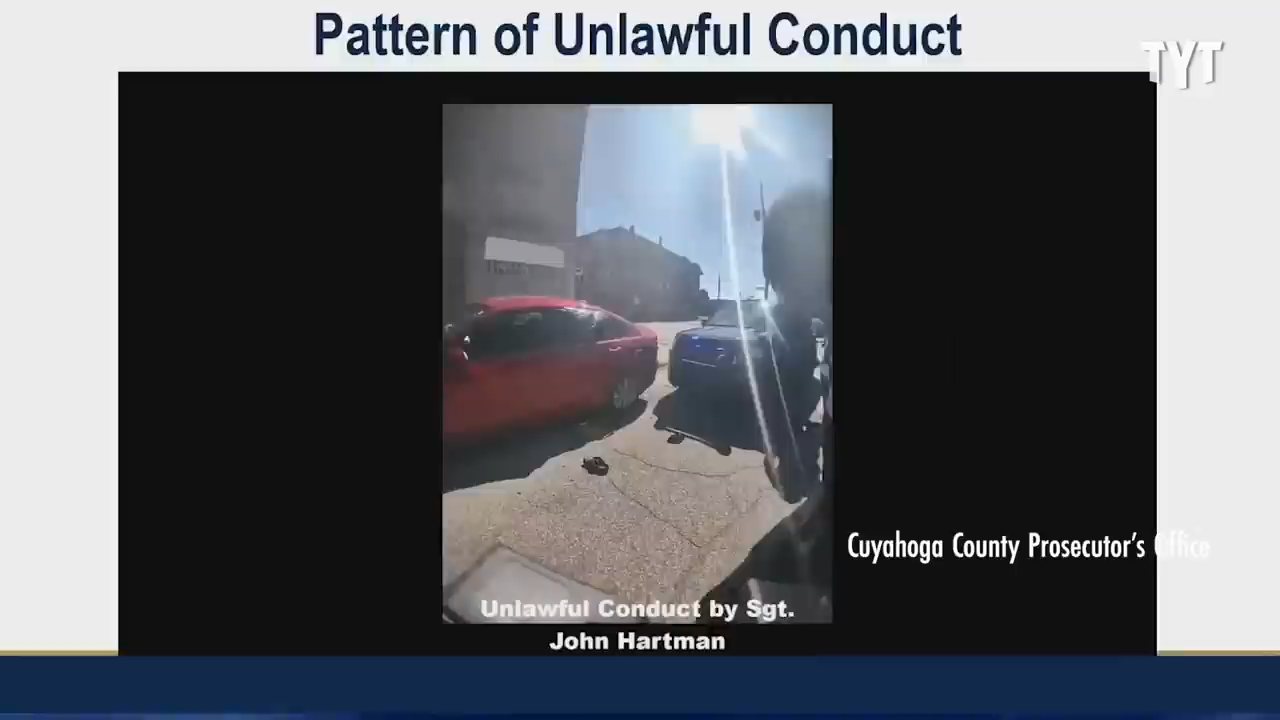 Pattern of Unlawful Conduct
TYT
Cuyahoga County Prosecutor's Office
Unlawful Conduct by Sgt.
John Hartman